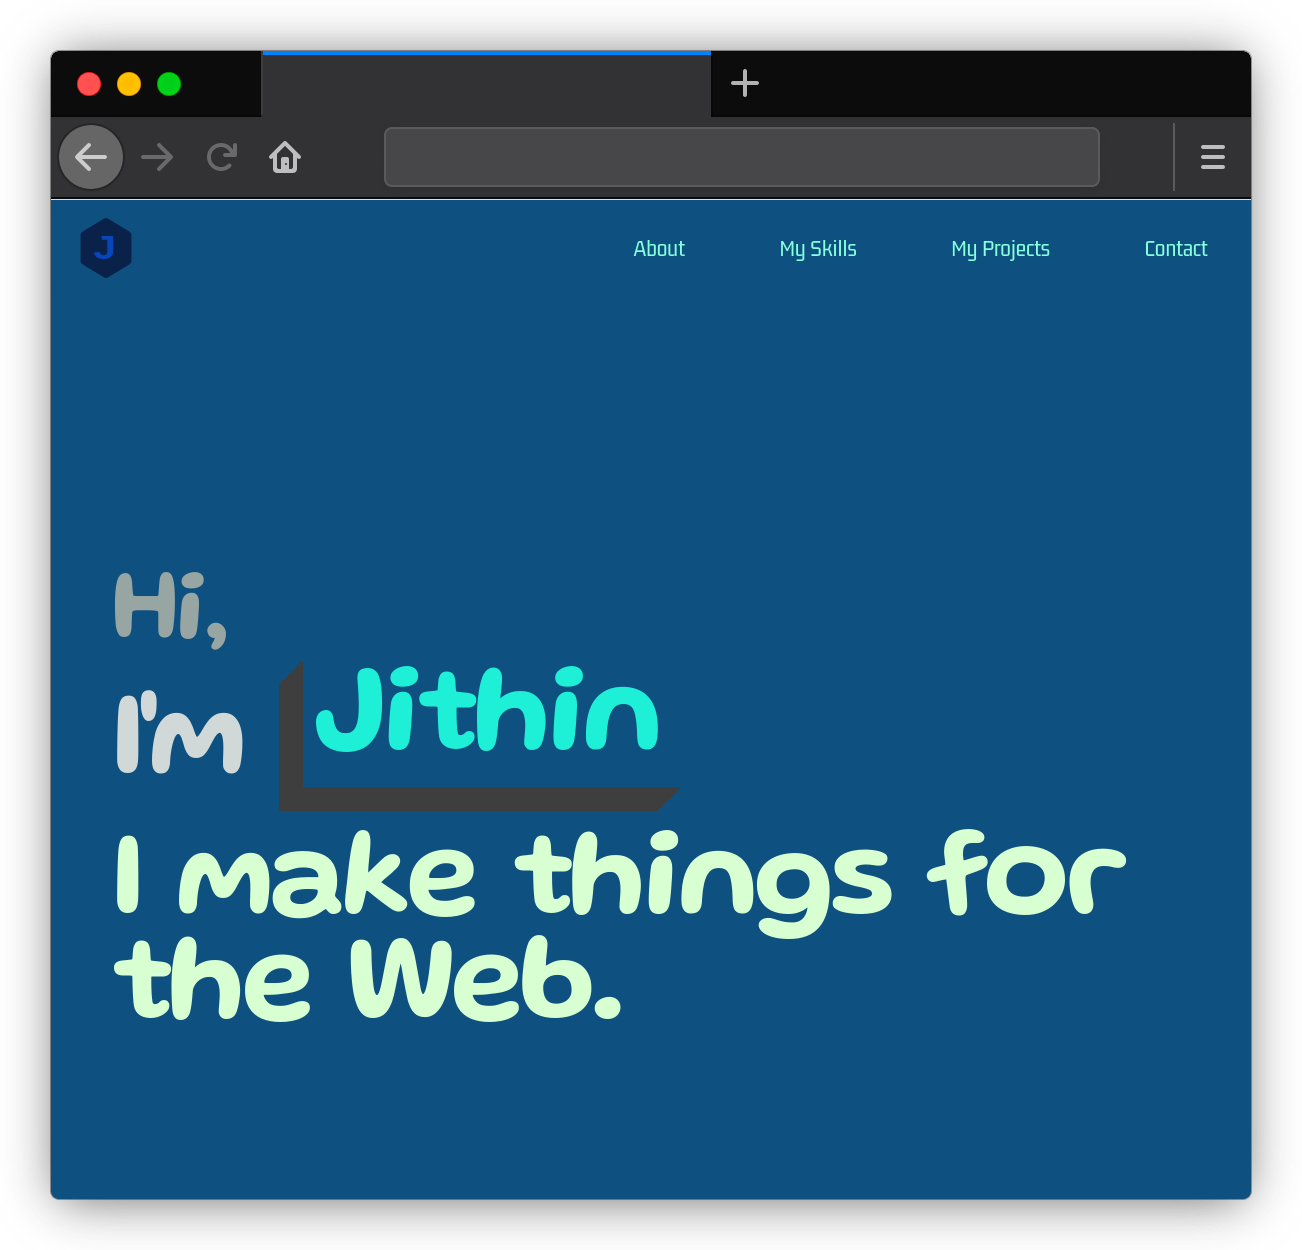 J
About My Skills My Projects Contact
Hi,
I'm Jithin
I make things for
the Web.